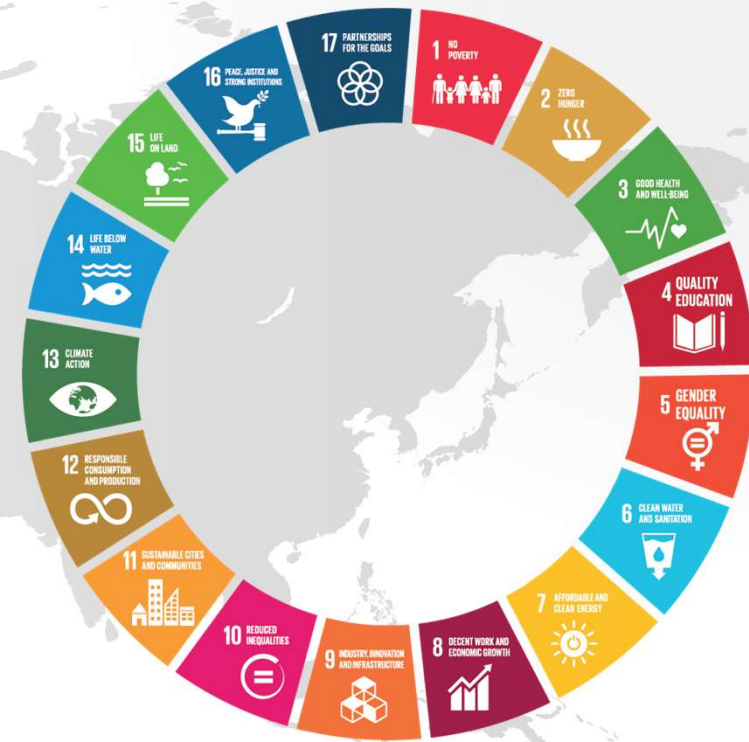 1 NO
POVERTY
2 ZERO
HUNGER
3 GOOD HEALTH
AND WELL-BEING
4 QUALITY
EDUCATION
5 GENDER
EQUALITY
6 CLEAN WATER
AND SANITATION
7 AFFORDABLE AND
CLEAN ENERGY
8 DECENT WORK AND
ECONOMIC GROWTH
9 INDUSTRY, INNOVATION
AND INFRASTRUCTURE
10 REDUCED
INEQUALITIES
11 SUSTAINABLE CITIES
AND COMMUNITIES
12 RESPONSIBLE
CONSUMPTION
AND PRODUCTION
13 CLIMATE
ACTION
14 LIFE BELOW
WATER
15 LIFE
ON LAND
16 PEACE, JUSTICE AND
STRONG INSTITUTIONS
17 PARTNERSHIPS
FOR THE GOALS